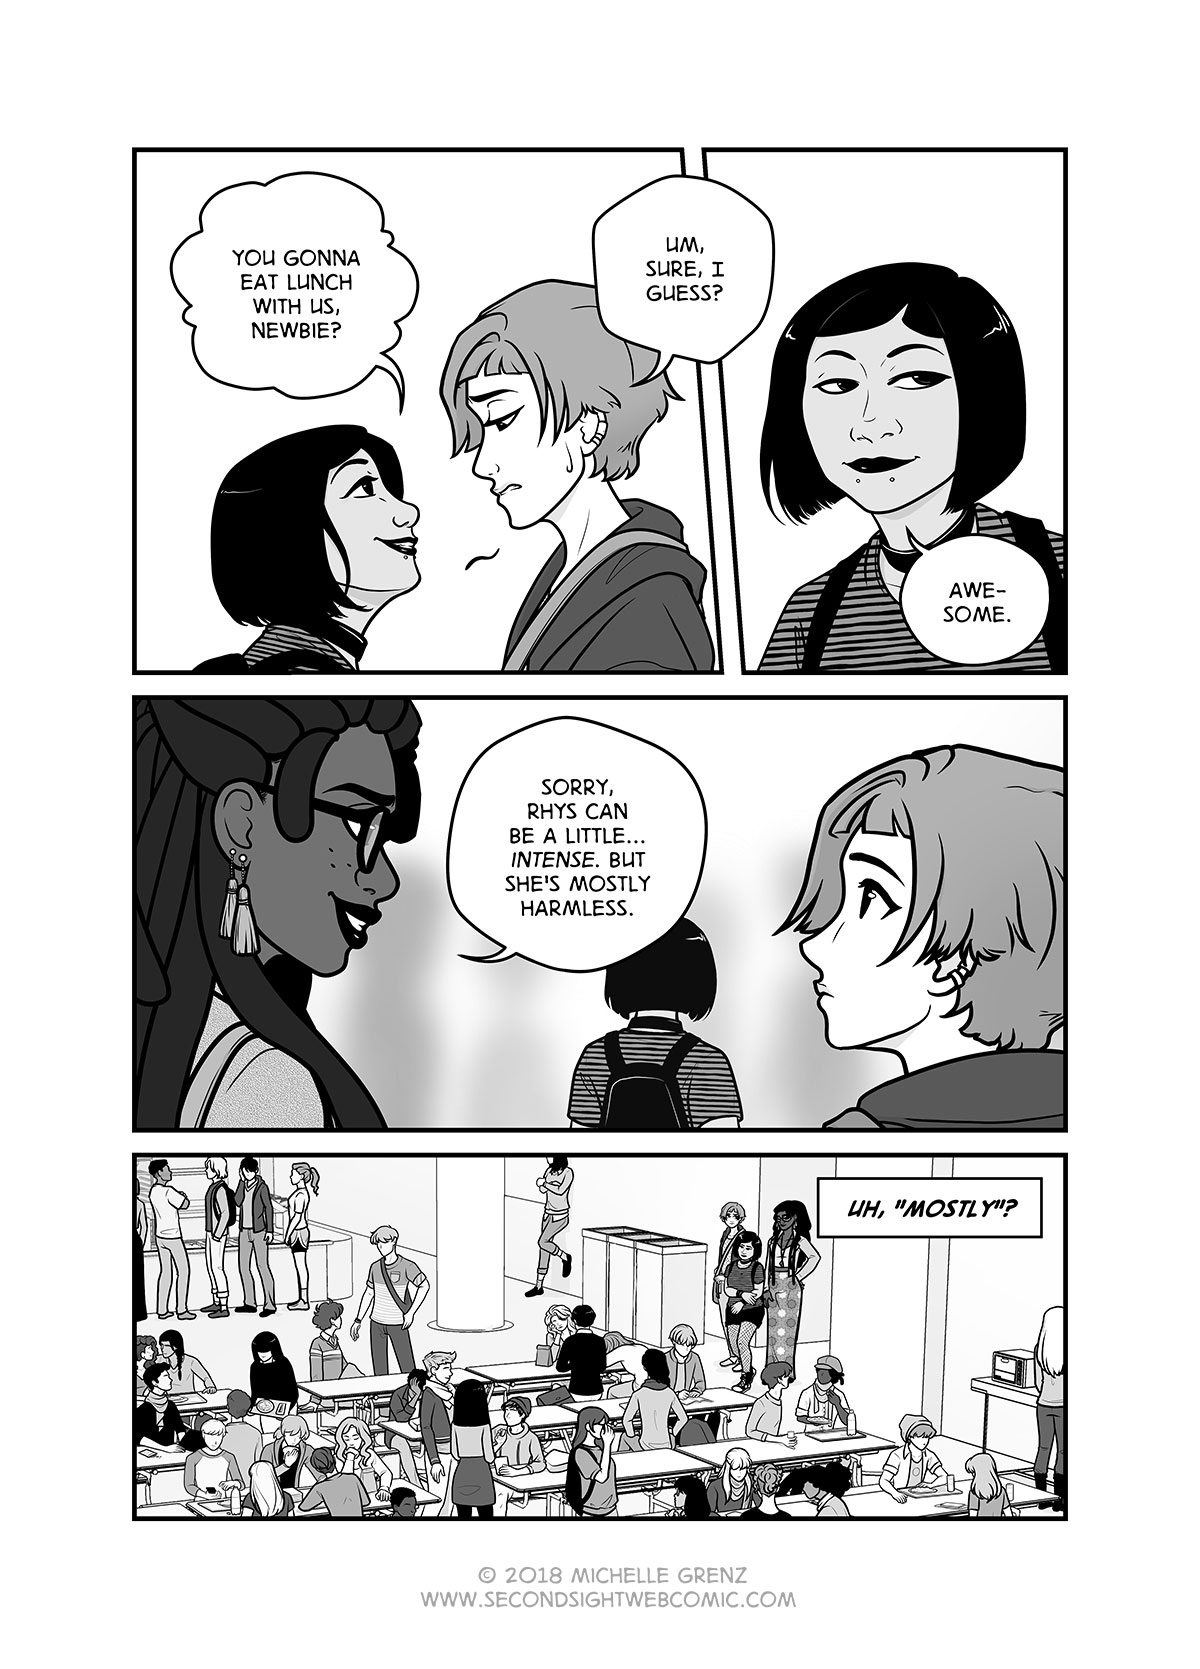 YOU GONNA
EAT LUNCH
WITH US,
NEWBIE?
UM,
SURE, I
GUESS?
AWE-
SOME.
SORRY,
RHYS CAN
BE A LITTLE...
INTENSE. BUT
SHE'S MOSTLY
HARMLESS.
UH, "MOSTLY"?
© 2018 MICHELLE GRENZ
WWW.SECONDSIGHTWEBCOMIC.COM